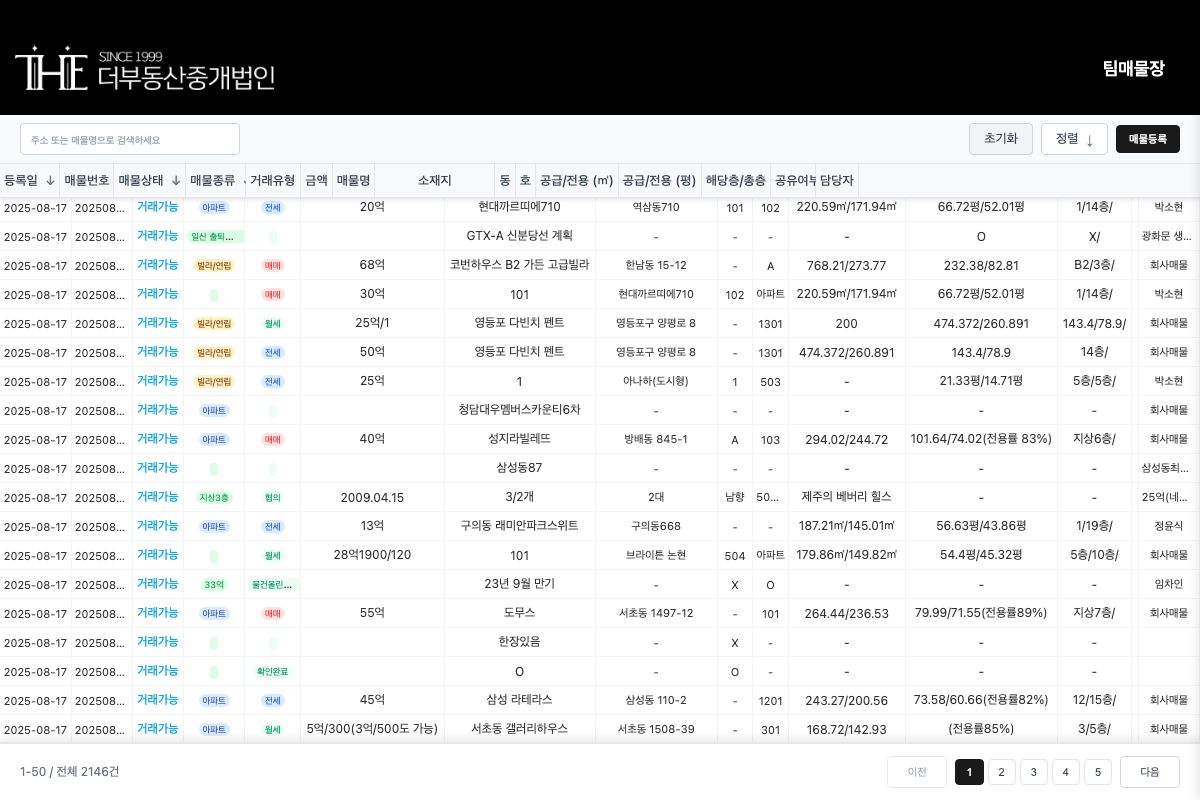 THE SINCE 1999 더부동산중개법인
팀매물장
주소 또는 매물명으로 검색하세요
초기화 정렬 ↓ 매물등록
등록일 ↓ 매물번호 매물상태 ↓ 매물종류 거래유형 금액 매물명 소재지 동 호 공급/전용 (㎡) 공급/전용 (평) 해당층/총층 공유여부 담당자
2025-08-17 202508... 거래가능 아파트 전세 20억 현대까르띠에710 역삼동710 101 102 220.59㎡/171.94㎡ 66.72평/52.01평 1/14층/ 박소현
2025-08-17 202508... 거래가능 일산 출퇴... GTX-A 신분당선 계획 - - - - O X/ 광화문 생...
2025-08-17 202508... 거래가능 빌라/연립 매매 68억 코번하우스 B2 가든 고급빌라 한남동 15-12 - A 768.21/273.77 232.38/82.81 B2/3층/ 회사매물
2025-08-17 202508... 거래가능 매매 30억 101 현대까르띠에710 102 아파트 220.59㎡/171.94㎡ 66.72평/52.01평 1/14층/ 박소현
2025-08-17 202508... 거래가능 빌라/연립 월세 25억/1 영등포 다빈치 펜트 영등포구 양평로 8 - 1301 200 474.372/260.891 143.4/78.9/ 회사매물
2025-08-17 202508... 거래가능 빌라/연립 전세 50억 영등포 다빈치 펜트 영등포구 양평로 8 - 1301 474.372/260.891 143.4/78.9 14층/ 회사매물
2025-08-17 202508... 거래가능 빌라/연립 전세 25억 1 아나하(도시형) 1 503 - 21.33평/14.71평 5층/5층/ 박소현
2025-08-17 202508... 거래가능 아파트 청담대우멤버스카운티6차 - - - - - - 회사매물
2025-08-17 202508... 거래가능 아파트 매매 40억 성지라빌레뜨 방배동 845-1 A 103 294.02/244.72 101.64/74.02(전용률 83%) 지상6층/ 회사매물
2025-08-17 202508... 거래가능 삼성동87 - - - - - - 삼성동최...
2025-08-17 202508... 거래가능 지상3층 협의 2009.04.15 3/2개 2대 남향 50... 제주의 베버리 힐스 - - 25억(네...
2025-08-17 202508... 거래가능 아파트 전세 13억 구의동 래미안파크스위트 구의동668 - - 187.21㎡/145.01㎡ 56.63평/43.86평 1/19층/ 정윤식
2025-08-17 202508... 거래가능 월세 28억1900/120 101 브라이튼 논현 504 아파트 179.86㎡/149.82㎡ 54.4평/45.32평 5층/10층/ 회사매물
2025-08-17 202508... 거래가능 33억 물건올린... 23년 9월 만기 - X O - - - 임차인
2025-08-17 202508... 거래가능 아파트 매매 55억 도무스 서초동 1497-12 - 101 264.44/236.53 79.99/71.55(전용률89%) 지상7층/ 회사매물
2025-08-17 202508... 거래가능 한장있음 - X - - -
2025-08-17 202508... 거래가능 확인완료 O - O - - - -
2025-08-17 202508... 거래가능 아파트 전세 45억 삼성 라테라스 삼성동 110-2 - 1201 243.27/200.56 73.58/60.66(전용률82%) 12/15층/ 회사매물
2025-08-17 202508... 거래가능 아파트 월세 5억/300(3억/500도 가능) 서초동 갤러리하우스 서초동 1508-39 - 301 168.72/142.93 (전용률85%) 3/5층/ 회사매물
1-50 / 전체 2146건
이전 1 2 3 4 5 다음